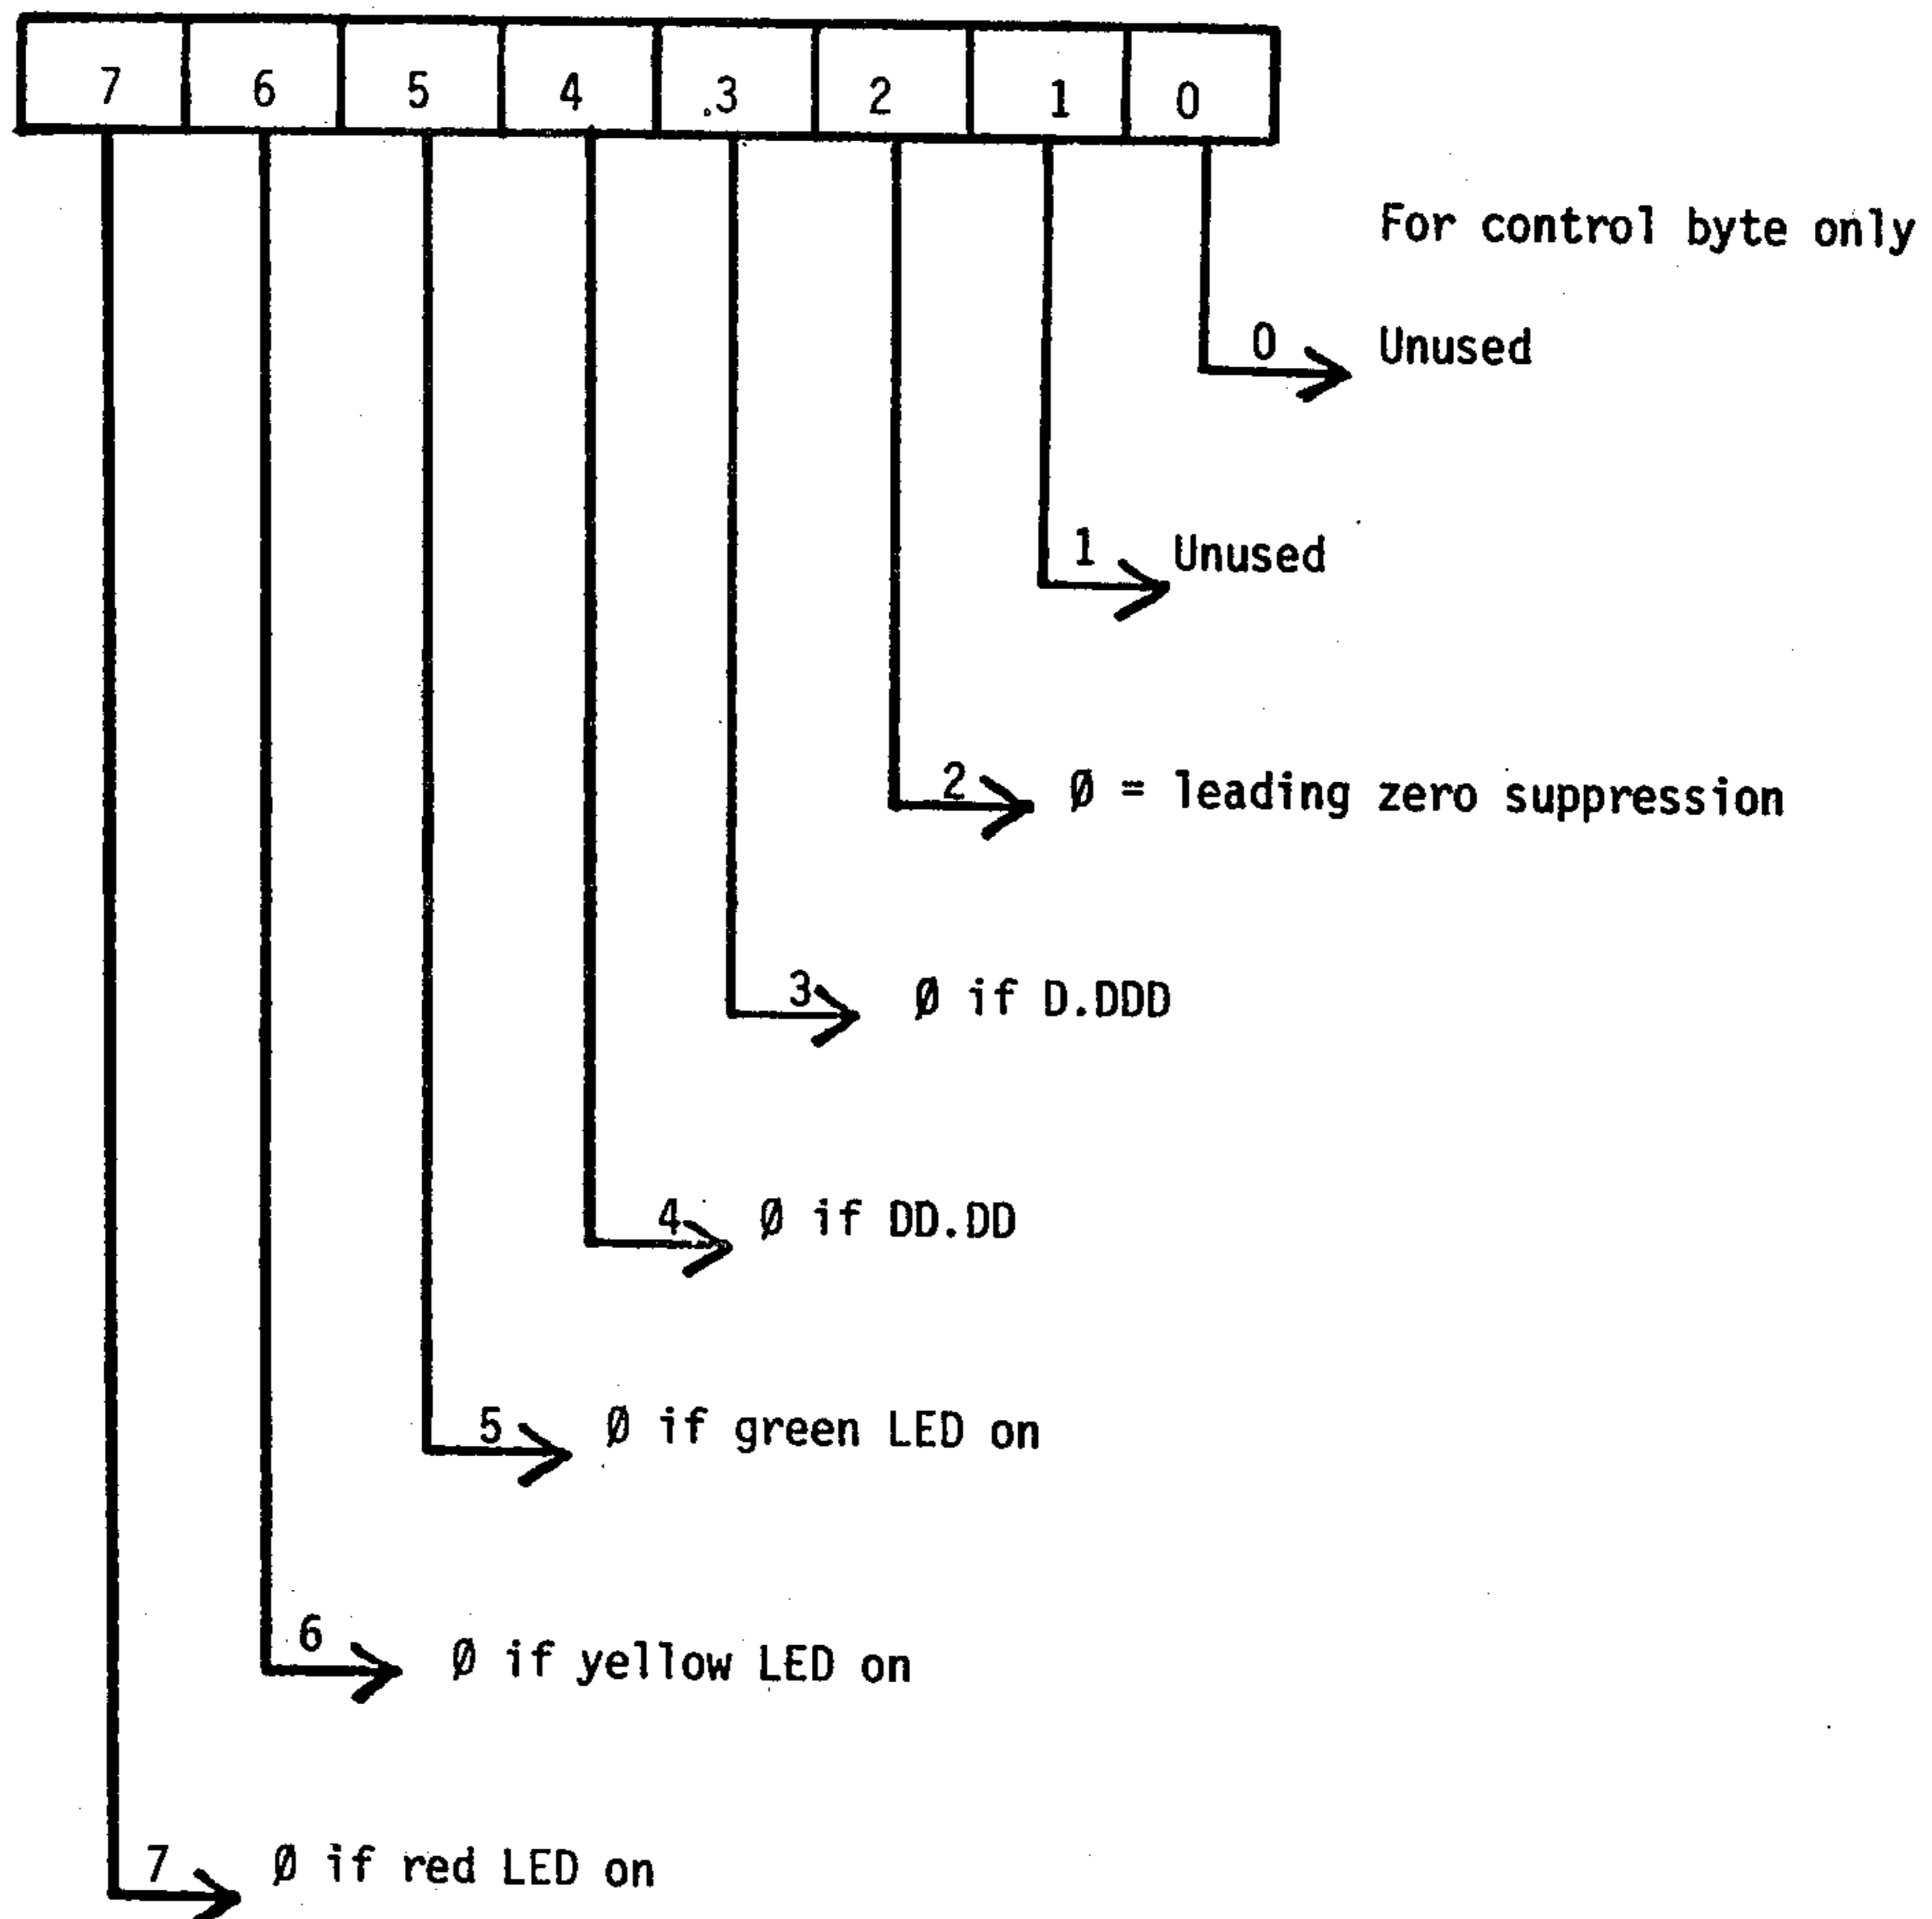 7 6 5 4 3 2 1 0
For control byte only
0 Unused
1 Unused
2 Ø = leading zero suppression
3 Ø if D.DDD
4 Ø if DD.DD
5 Ø if green LED on
6 Ø if yellow LED on
7 Ø if red LED on